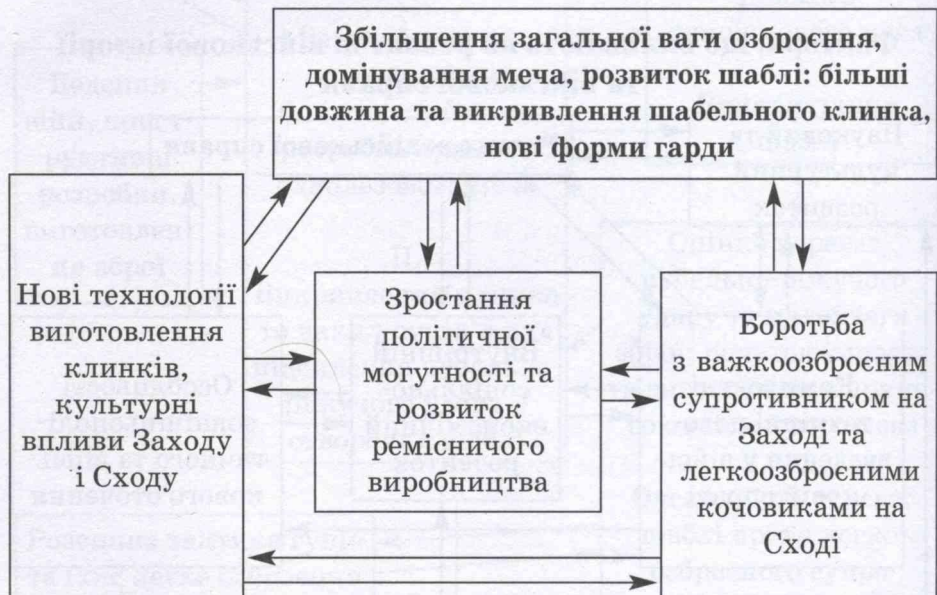 Збільшення загальної ваги озброєння,
домінування меча, розвиток шаблі: більші
довжина та викривлення шабельного клинка,
нові форми гарди
Нові технології
виготовлення
клинків,
культурні
впливи Заходу
і Сходу
Зростання
політичної
могутності та
розвиток
ремісничого
виробництва
Боротьба
з важкоозброєним
супротивником на
Заході та
легкоозброєними
кочовиками на
Сході